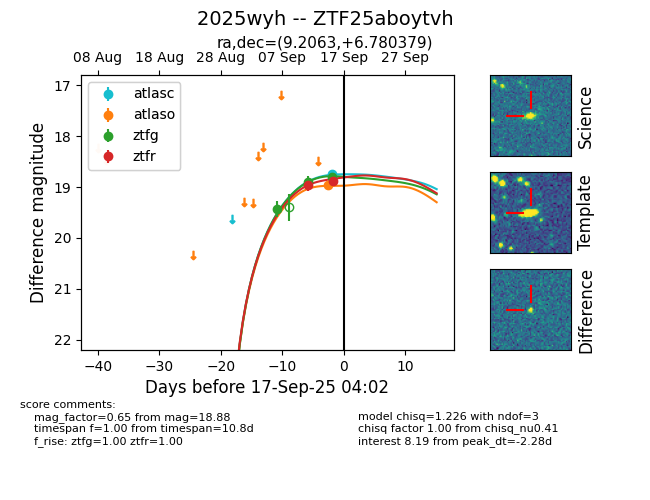 2025wyh -- ZTF25aboytvh
ra,dec=(9.2063,+6.780379)
08 Aug 18 Aug 28 Aug 07 Sep 17 Sep 27 Sep
atlasc
atlaso
ztfg
ztfr
17
18
19
20
21
22
Difference magnitude
−40 −30 −20 −10 0 10
Days before 17-Sep-25 04:02
Science
Template
Difference
score comments:
mag_factor=0.65 from mag=18.88
timespan f=1.00 from timespan=10.8d
f_rise: ztfg=1.00 ztfr=1.00
model chisq=1.226 with ndof=3
chisq factor 1.00 from chisq_nu0.41
interest 8.19 from peak_dt=-2.28d